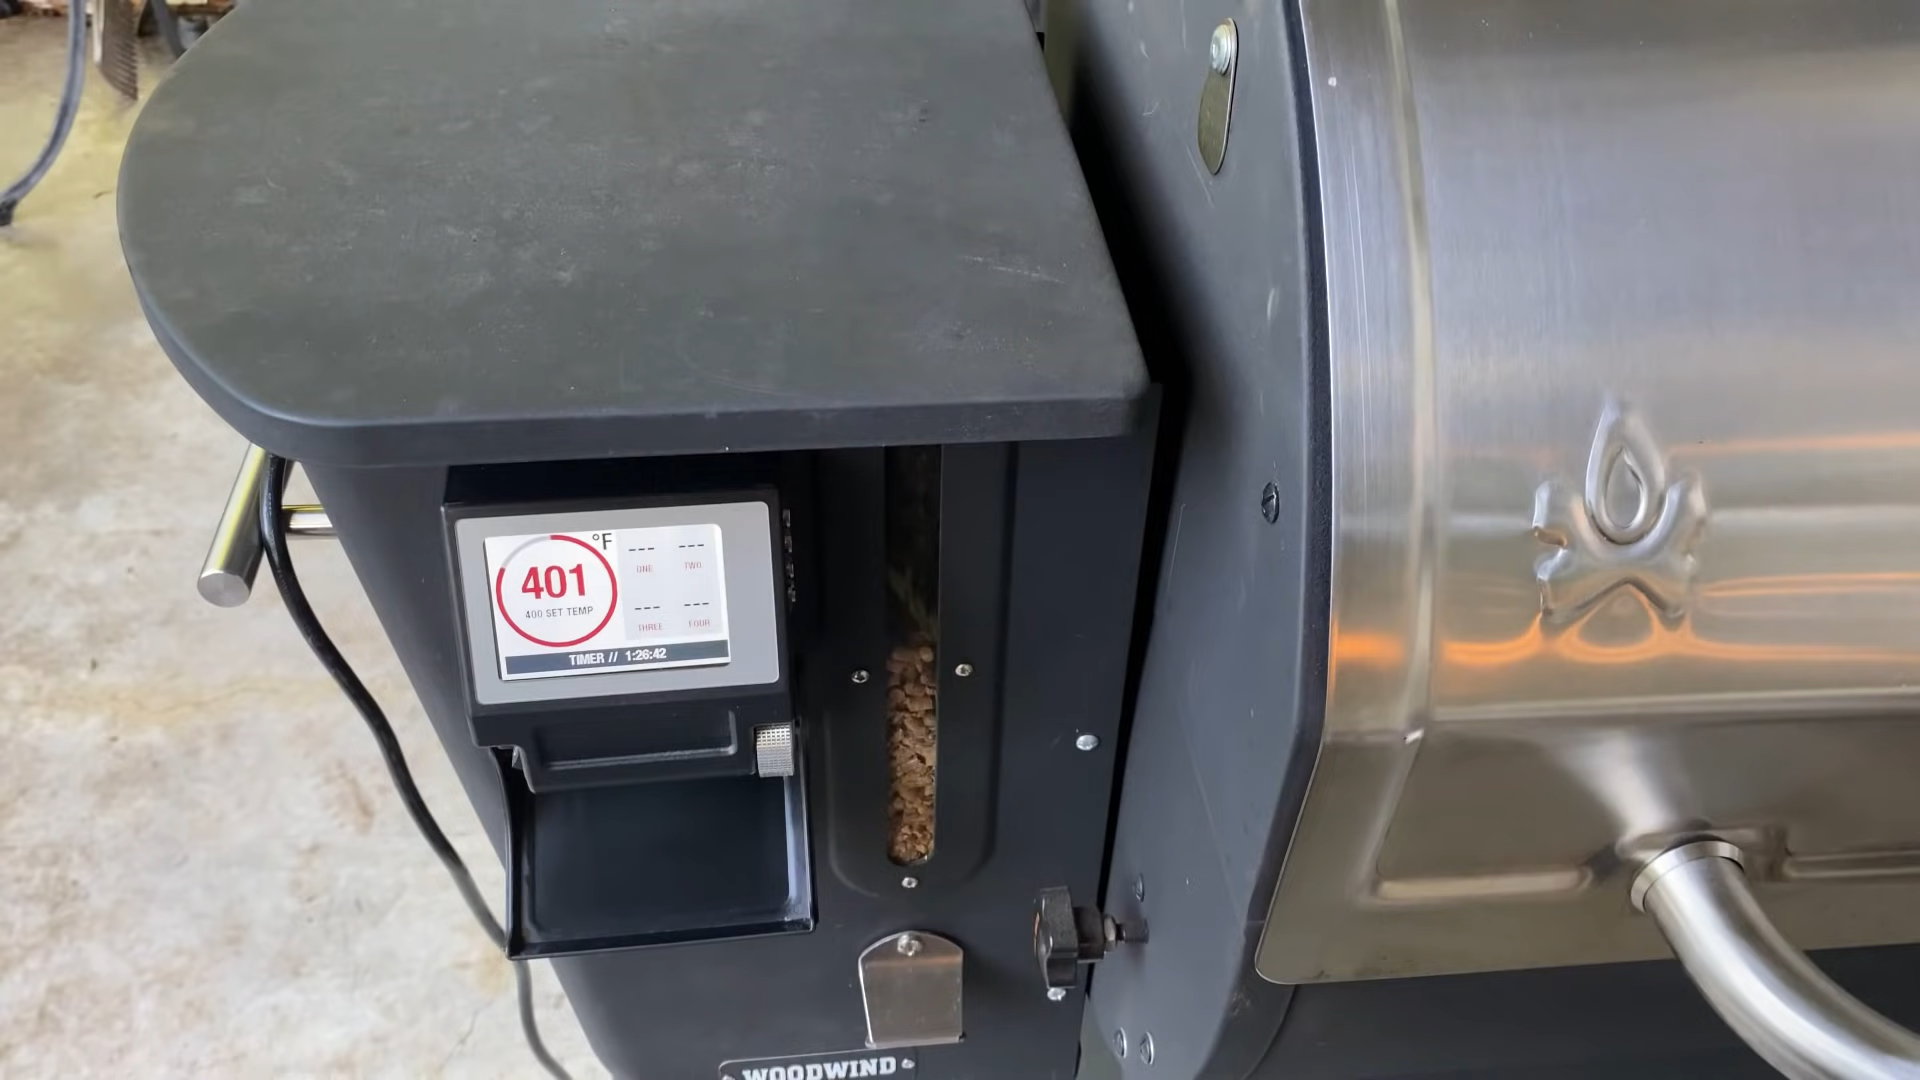 401 °F
400 SET TEMP
--- ---
ONE TWO
--- ---
THREE FOUR
TIMER // 1:26:42
WOODWIND